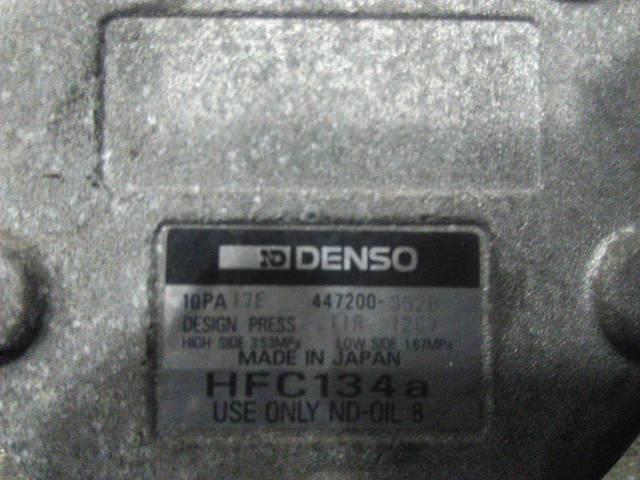 ND DENSO
10PA17E 447200-
DESIGN PRESS
HIGH SIDE 3.53MPa LOW SIDE 1.67MPa
MADE IN JAPAN
HFC134a
USE ONLY ND-OIL 8